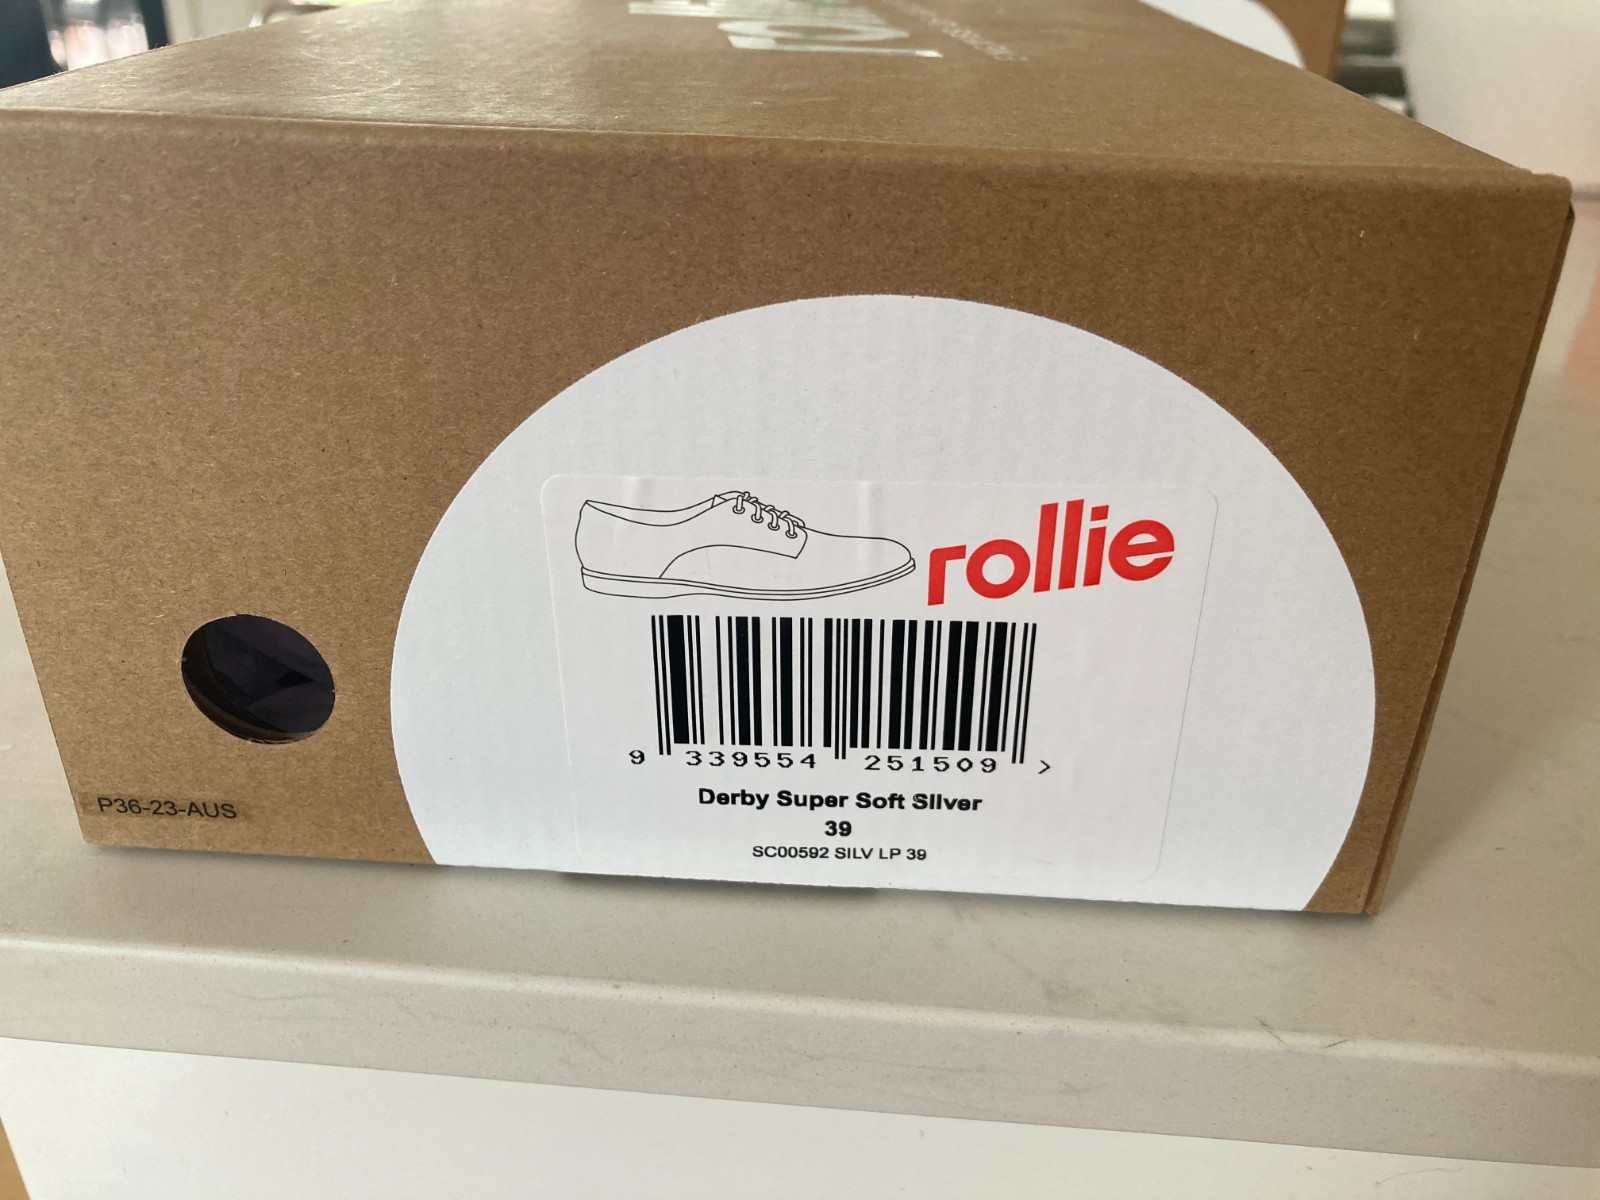 rollie
9 339554 251509 >
Derby Super Soft Silver
39
SC00592 SILV LP 39
P36-23-AUS